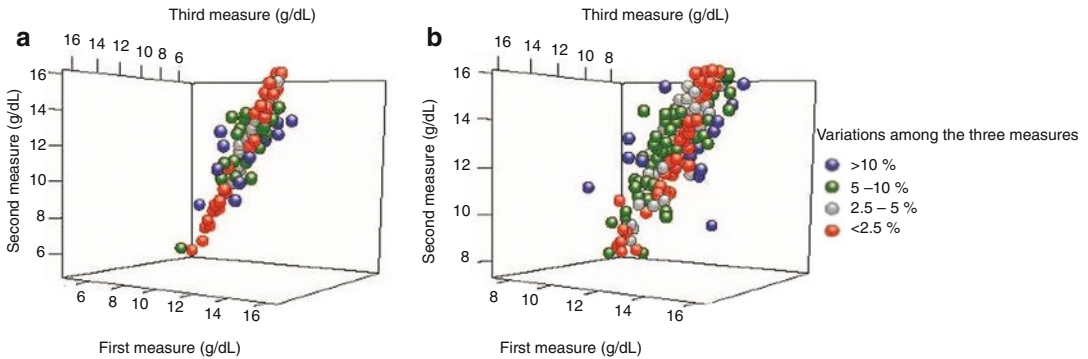 Third measure (g/dL)
a
16 14 12 10 8 6
16
14
12
10
8
6
Second measure (g/dL)
6 8 10 12 14 16
First measure (g/dL)
Third measure (g/dL)
b
16 14 12 10 8
16
14
12
10
8
Second measure (g/dL)
8 10 12 14 16
First measure (g/dL)
Variations among the three measures
>10 %
5 –10 %
2.5 – 5 %
<2.5 %